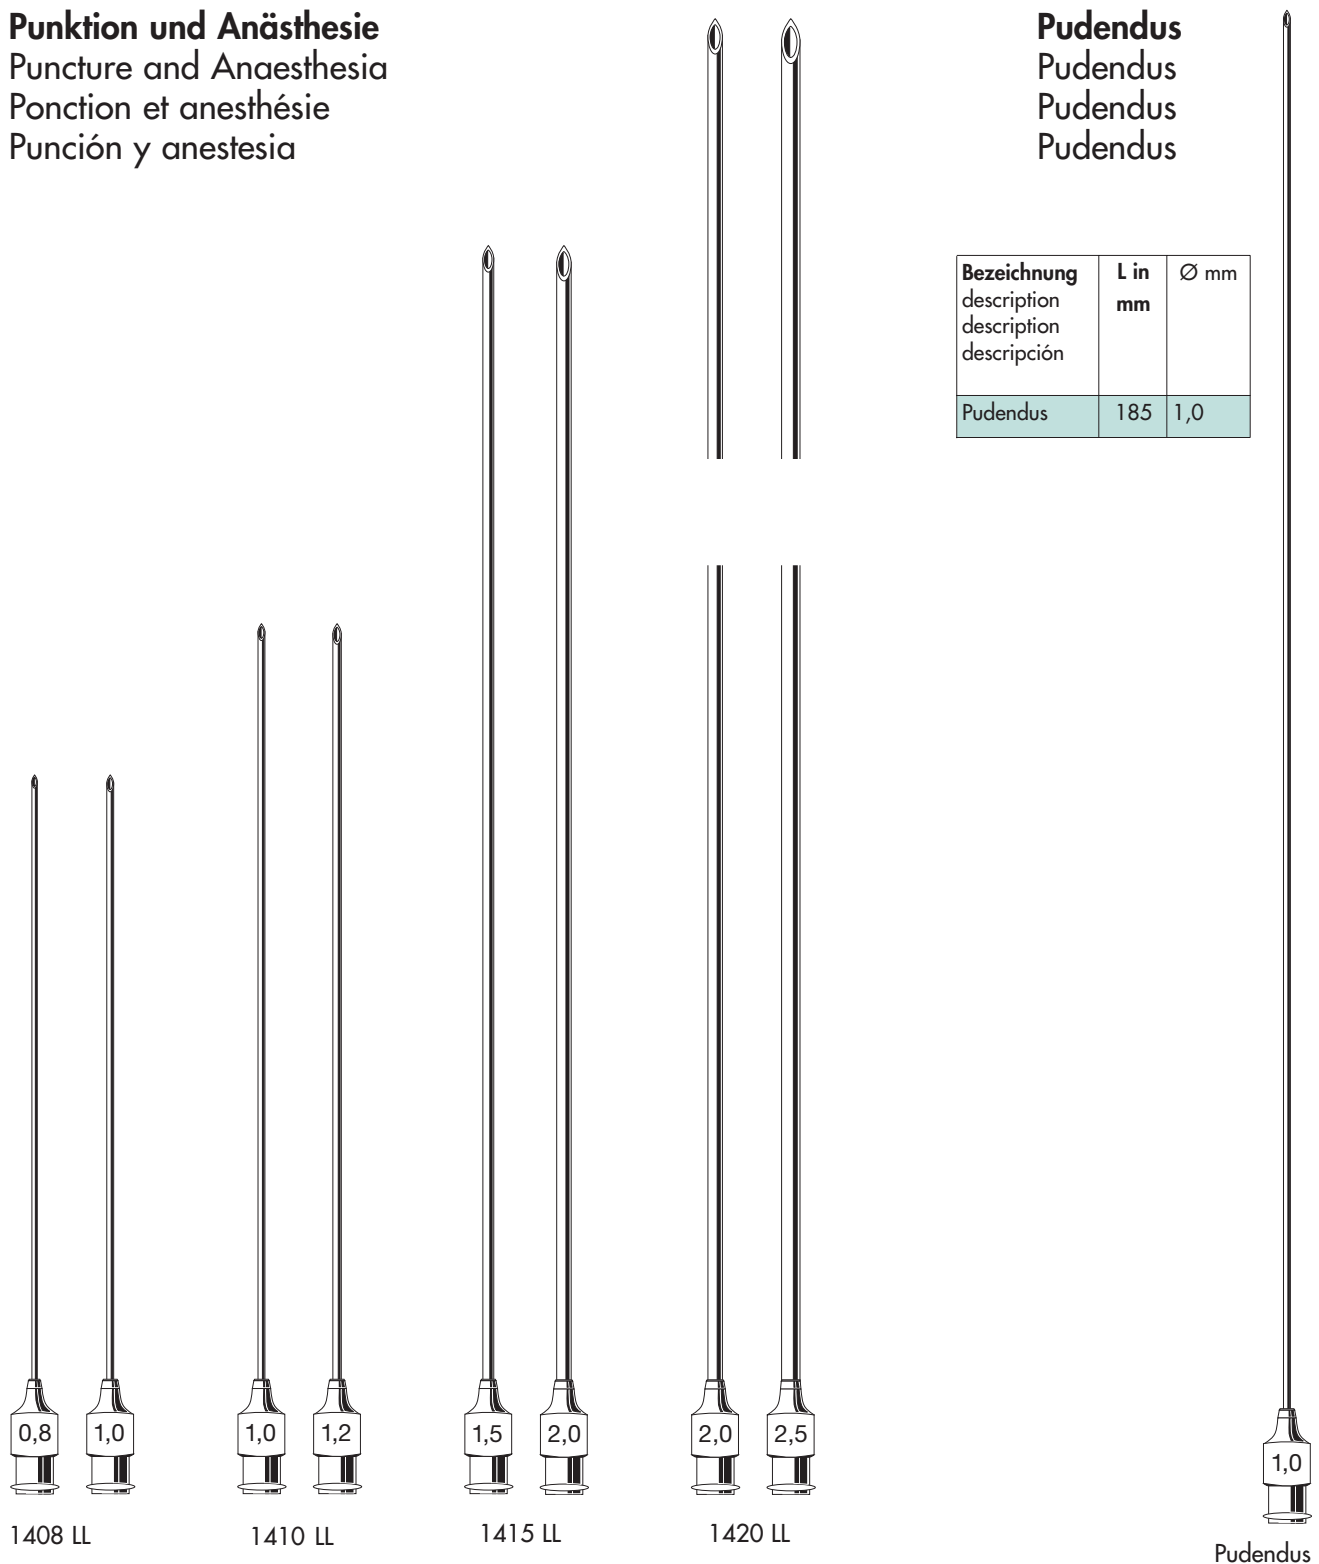 Punktion und Anästhesie
Puncture and Anaesthesia
Ponction et anesthésie
Punción y anestesia
Pudendus
Pudendus
Pudendus
Pudendus
Bezeichnung
description
description
descripción
L in
mm
Ø mm
Pudendus 185 1,0
0,8 1,0 1,0 1,2 1,5 2,0 2,0 2,5
1,0
1408 LL 1410 LL 1415 LL 1420 LL
Pudendus